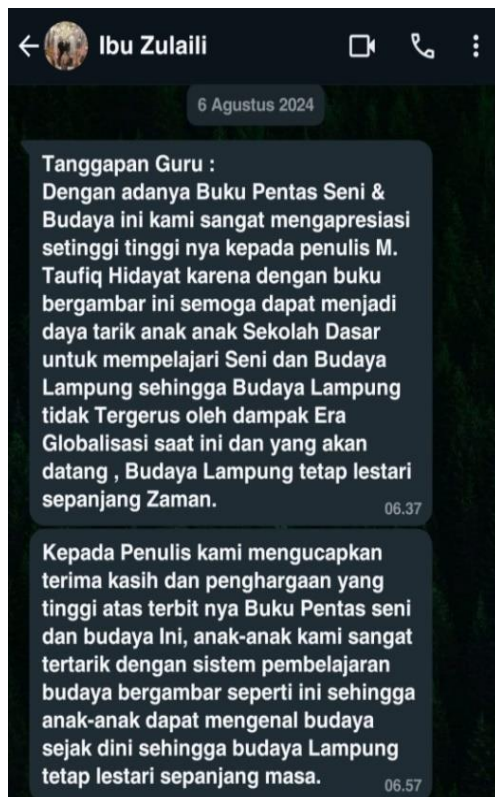 Ibu Zulaili
6 Agustus 2024
Tanggapan Guru :
Dengan adanya Buku Pentas Seni &
Budaya ini kami sangat mengapresiasi
setinggi tinggi nya kepada penulis M.
Taufiq Hidayat karena dengan buku
bergambar ini semoga dapat menjadi
daya tarik anak anak Sekolah Dasar
untuk mempelajari Seni dan Budaya
Lampung sehingga Budaya Lampung
tidak Tergerus oleh dampak Era
Globalisasi saat ini dan yang akan
datang , Budaya Lampung tetap lestari
sepanjang Zaman.
06.37
Kepada Penulis kami mengucapkan
terima kasih dan penghargaan yang
tinggi atas terbit nya Buku Pentas seni
dan budaya Ini, anak-anak kami sangat
tertarik dengan sistem pembelajaran
budaya bergambar seperti ini sehingga
anak-anak dapat mengenal budaya
sejak dini sehingga budaya Lampung
tetap lestari sepanjang masa.
06.57